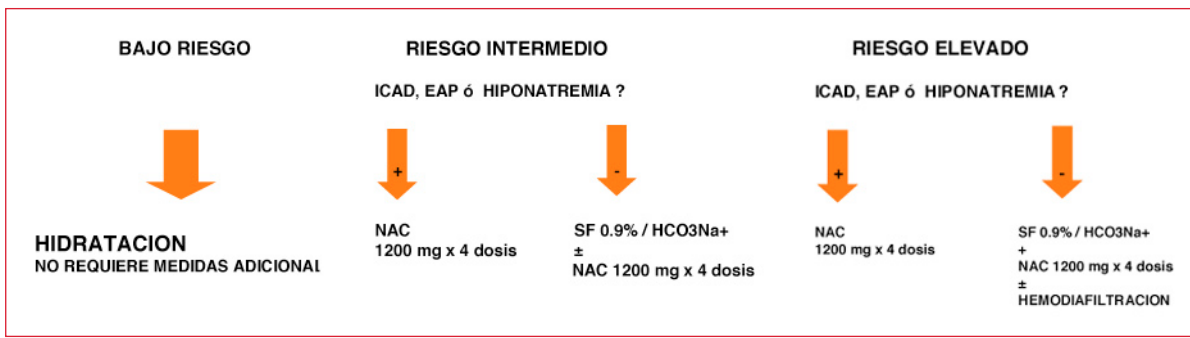 BAJO RIESGO
RIESGO INTERMEDIO
RIESGO ELEVADO
ICAD, EAP ó HIPONATREMIA ?
ICAD, EAP ó HIPONATREMIA ?
+
-
+
-
HIDRATACION
NO REQUIERE MEDIDAS ADICIONAL
NAC
1200 mg x 4 dosis
SF 0.9% / HCO3Na+
±
NAC 1200 mg x 4 dosis
NAC
1200 mg x 4 dosis
SF 0.9% / HCO3Na+
+
NAC 1200 mg x 4 dosis
±
HEMODIAFILTRACION